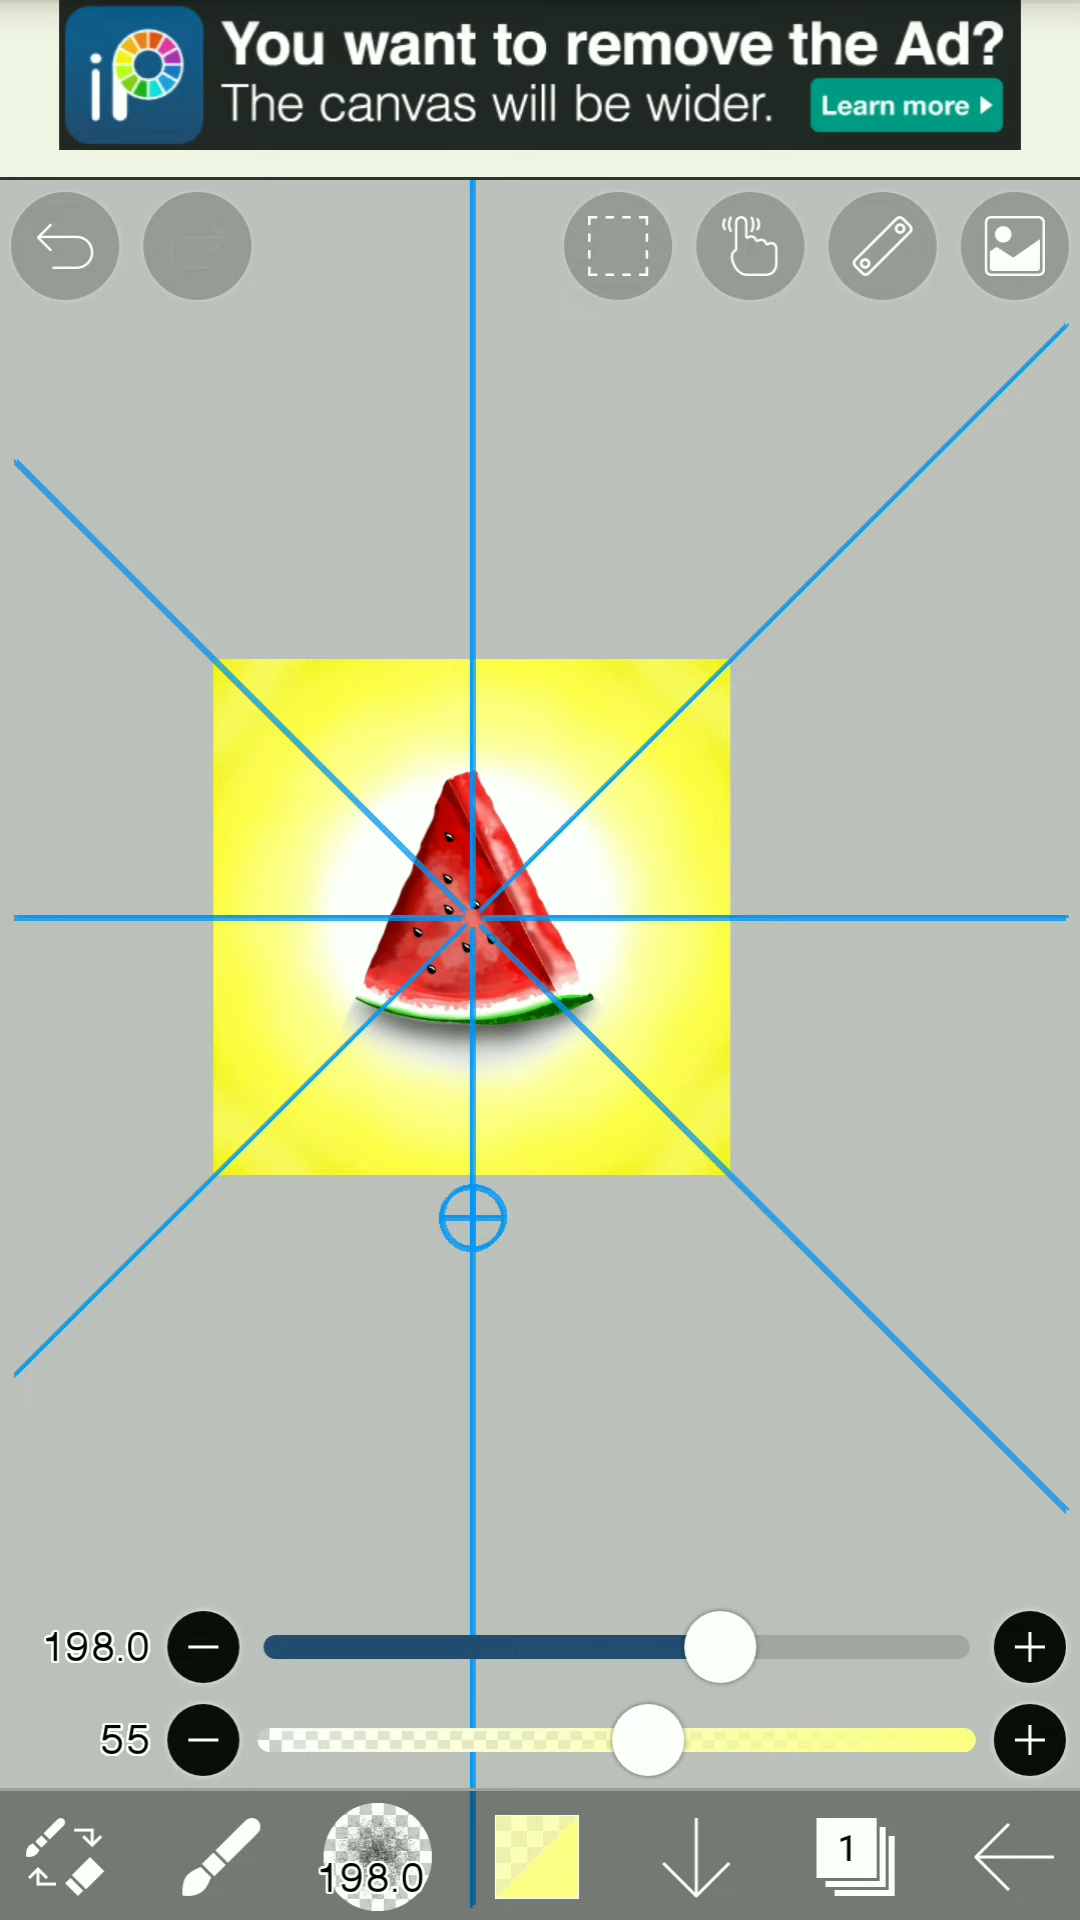 iP
You want to remove the Ad?
The canvas will be wider.
Learn more
198.0
55
198.0
1